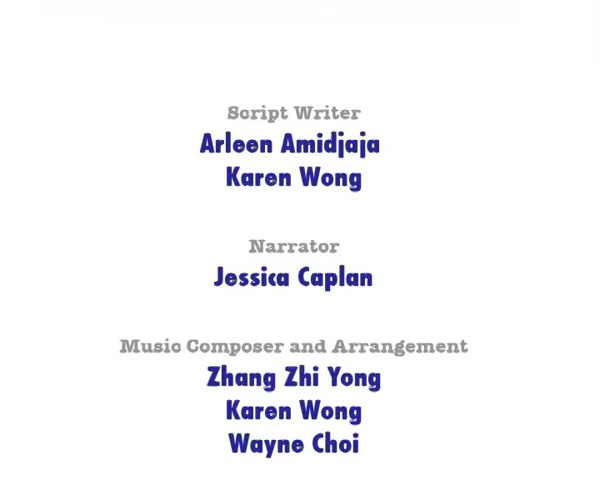 Script Writer
Arleen Amidjaja
Karen Wong
Narrator
Jessica Caplan
Music Composer and Arrangement
Zhang Zhi Yong
Karen Wong
Wayne Choi